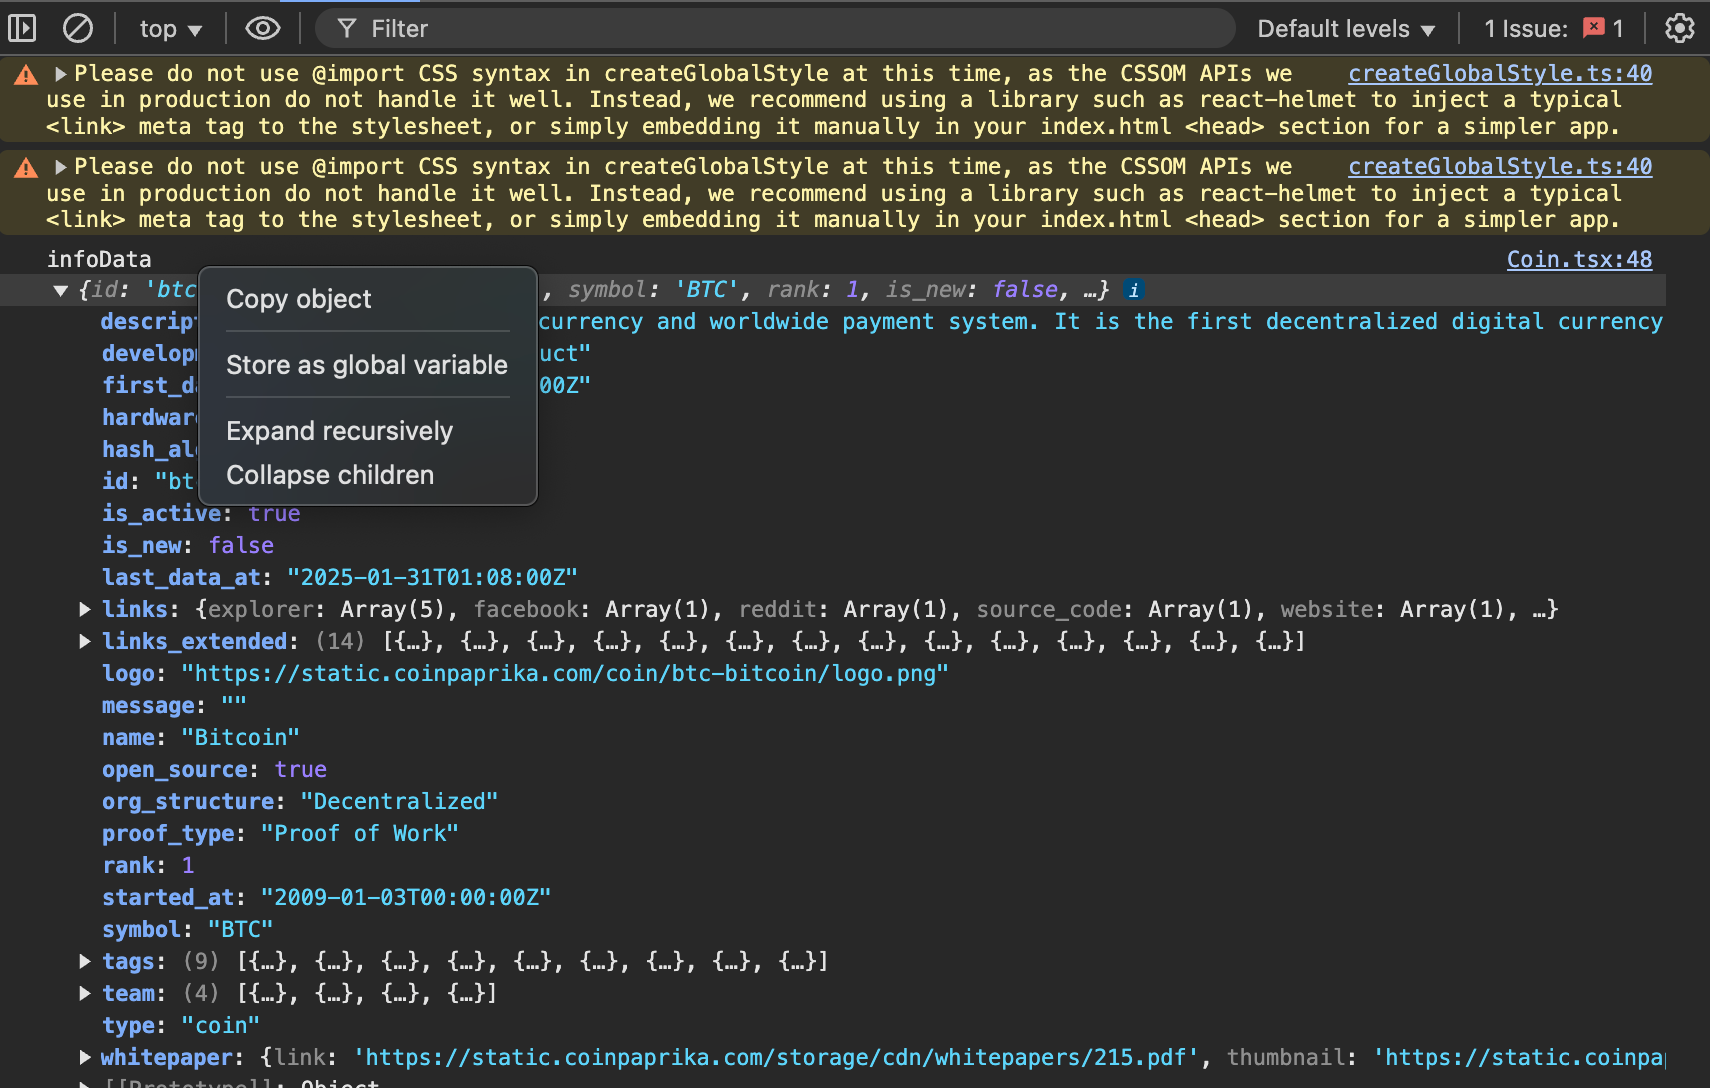 top ▼ Filter Default levels ▼ 1 Issue: 1
Please do not use @import CSS syntax in createGlobalStyle at this time, as the CSSOM APIs we createGlobalStyle.ts:40
use in production do not handle it well. Instead, we recommend using a library such as react-helmet to inject a typical
<link> meta tag to the stylesheet, or simply embedding it manually in your index.html <head> section for a simpler app.
Please do not use @import CSS syntax in createGlobalStyle at this time, as the CSSOM APIs we createGlobalStyle.ts:40
use in production do not handle it well. Instead, we recommend using a library such as react-helmet to inject a typical
<link> meta tag to the stylesheet, or simply embedding it manually in your index.html <head> section for a simpler app.
infoData Coin.tsx:48
{id: 'btc , symbol: 'BTC', rank: 1, is_new: false, …} i
Copy object
Store as global variable
Expand recursively
Collapse children
currency and worldwide payment system. It is the first decentralized digital currency
uct"
00Z"
id: "bt
is_active: true
is_new: false
last_data_at: "2025-01-31T01:08:00Z"
links: {explorer: Array(5), facebook: Array(1), reddit: Array(1), source_code: Array(1), website: Array(1), …}
links_extended: (14) [{…}, {…}, {…}, {…}, {…}, {…}, {…}, {…}, {…}, {…}, {…}, {…}, {…}, {…}]
logo: "https://static.coinpaprika.com/coin/btc-bitcoin/logo.png"
message: ""
name: "Bitcoin"
open_source: true
org_structure: "Decentralized"
proof_type: "Proof of Work"
rank: 1
started_at: "2009-01-03T00:00:00Z"
symbol: "BTC"
tags: (9) [{…}, {…}, {…}, {…}, {…}, {…}, {…}, {…}, {…}]
team: (4) [{…}, {…}, {…}, {…}]
type: "coin"
whitepaper: {link: 'https://static.coinpaprika.com/storage/cdn/whitepapers/215.pdf', thumbnail: 'https://static.coinpa
[[Prototype]]: Object